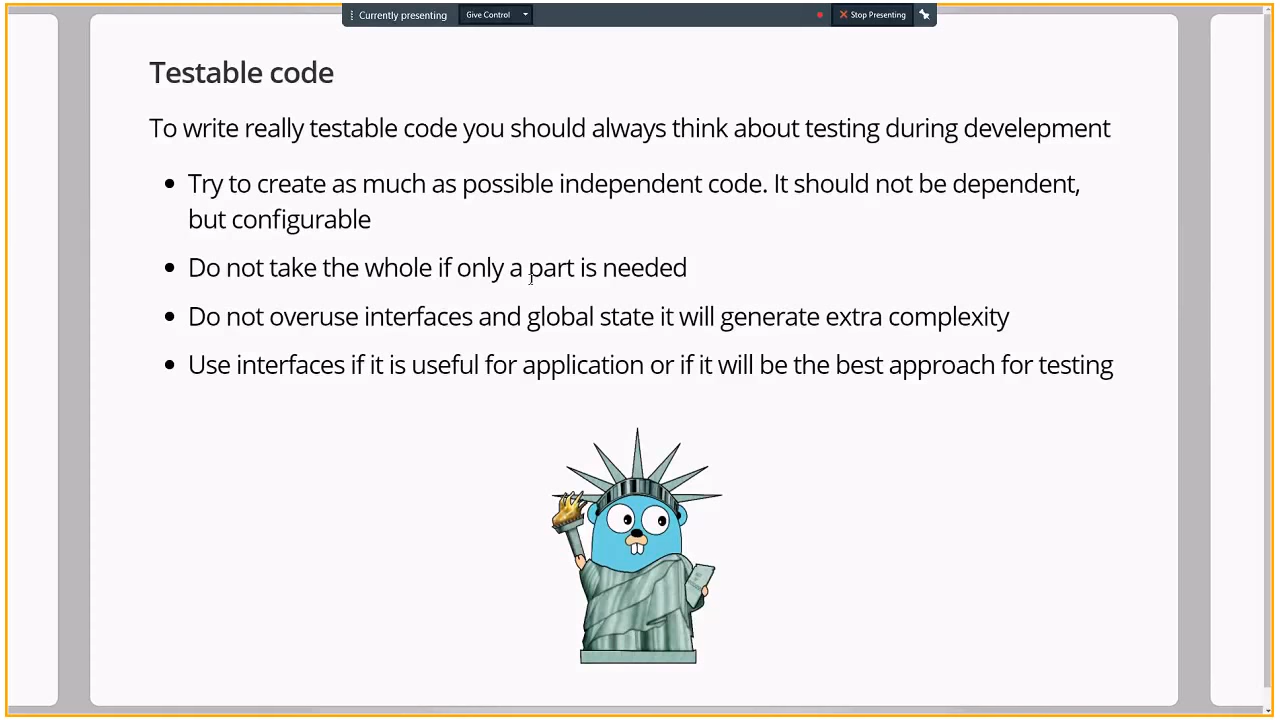 Currently presenting Give Control Stop Presenting
Testable code
To write really testable code you should always think about testing during develepment
Try to create as much as possible independent code. It should not be dependent,
but configurable
Do not take the whole if only a part is needed
Do not overuse interfaces and global state it will generate extra complexity
Use interfaces if it is useful for application or if it will be the best approach for testing